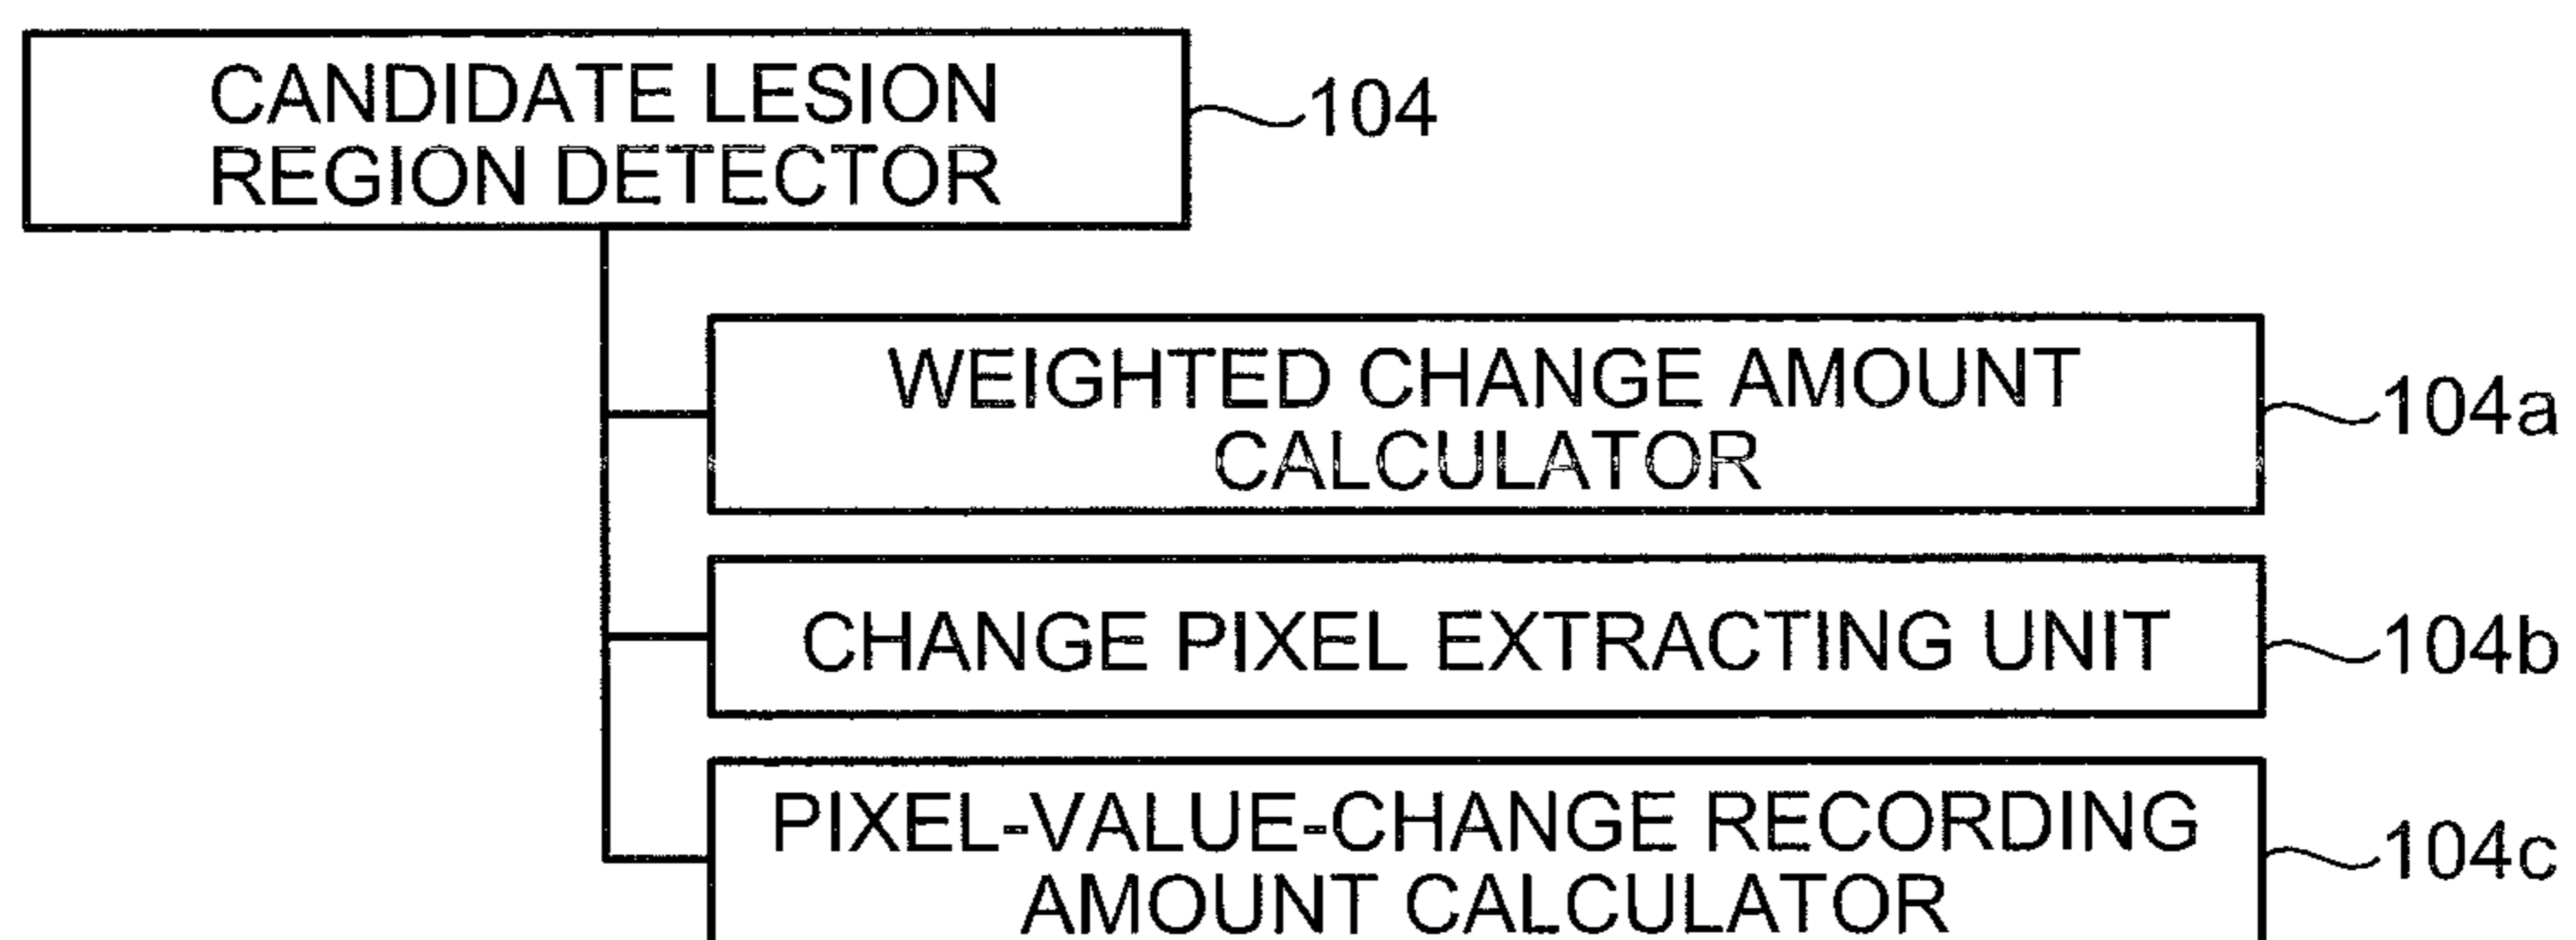 CANDIDATE LESION
REGION DETECTOR
104
WEIGHTED CHANGE AMOUNT
CALCULATOR
104a
CHANGE PIXEL EXTRACTING UNIT
104b
PIXEL-VALUE-CHANGE RECORDING
AMOUNT CALCULATOR
104c